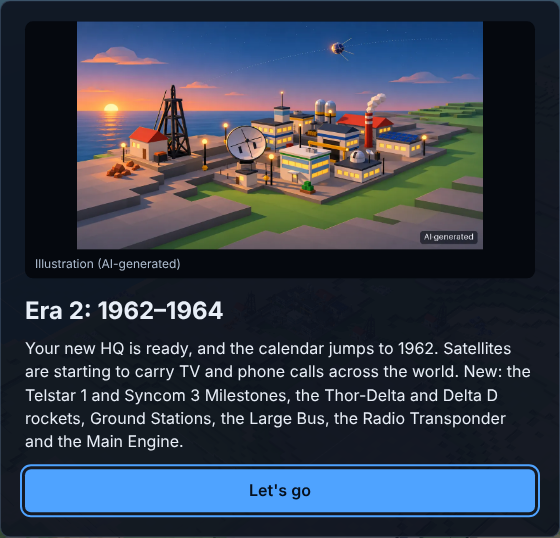 AI-generated
Illustration (AI-generated)
Era 2: 1962–1964
Your new HQ is ready, and the calendar jumps to 1962. Satellites
are starting to carry TV and phone calls across the world. New: the
Telstar 1 and Syncom 3 Milestones, the Thor-Delta and Delta D
rockets, Ground Stations, the Large Bus, the Radio Transponder
and the Main Engine.
Let's go